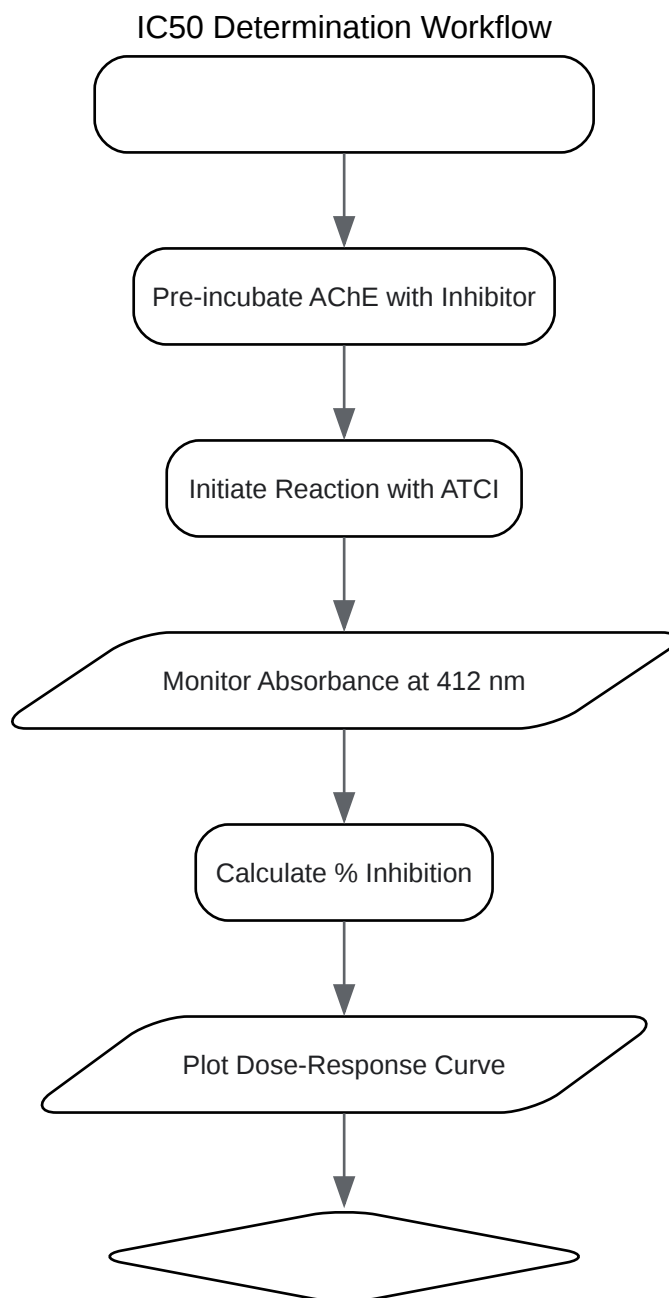 IC50 Determination Workflow
Pre-incubate AChE with Inhibitor
Initiate Reaction with ATCI
Monitor Absorbance at 412 nm
Calculate % Inhibition
Plot Dose-Response Curve